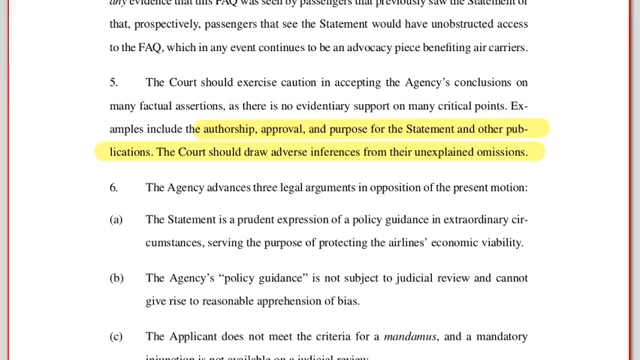 any evidence that this FAQ was seen by passengers that previously saw the Statement or
that, prospectively, passengers that see the Statement would have unobstructed access
to the FAQ, which in any event continues to be an advocacy piece benefiting air carriers.
5. The Court should exercise caution in accepting the Agency’s conclusions on
many factual assertions, as there is no evidentiary support on many critical points. Ex-
amples include the authorship, approval, and purpose for the Statement and other pub-
lications. The Court should draw adverse inferences from their unexplained omissions.
6. The Agency advances three legal arguments in opposition of the present motion:
(a) The Statement is a prudent expression of a policy guidance in extraordinary cir-
cumstances, serving the purpose of protecting the airlines’ economic viability.
(b) The Agency’s “policy guidance” is not subject to judicial review and cannot
give rise to reasonable apprehension of bias.
(c) The Applicant does not meet the criteria for a mandamus, and a mandatory
injunction is not available on a judicial review.